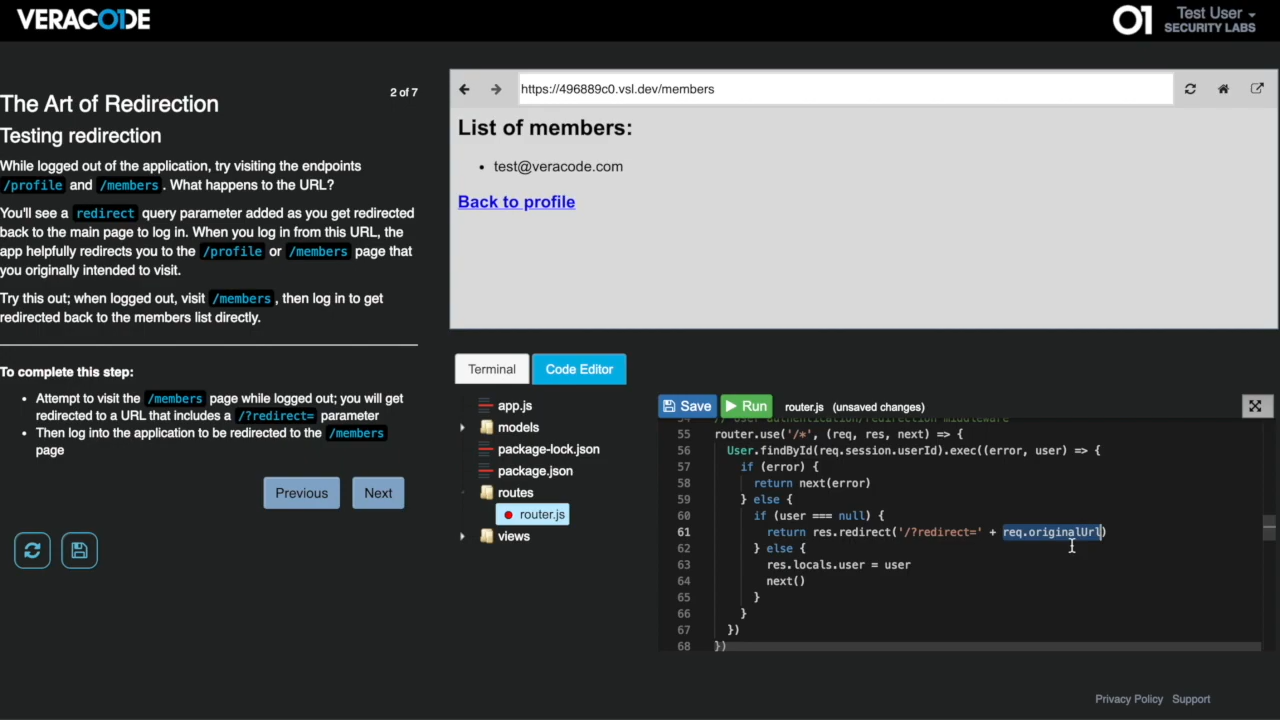 VERACODE
Test User
SECURITY LABS
The Art of Redirection
2 of 7
Testing redirection
While logged out of the application, try visiting the endpoints
/profile and /members. What happens to the URL?
You'll see a redirect query parameter added as you get redirected
back to the main page to log in. When you log in from this URL, the
app helpfully redirects you to the /profile or /members page that
you originally intended to visit.
Try this out; when logged out, visit /members, then log in to get
redirected back to the members list directly.
To complete this step:
• Attempt to visit the /members page while logged out; you will get
redirected to a URL that includes a /?redirect= parameter
• Then log into the application to be redirected to the /members
page
Previous
Next
https://496889c0.vsl.dev/members
List of members:
• test@veracode.com
Back to profile
Terminal
Code Editor
app.js
models
package-lock.json
package.json
routes
router.js
views
Save
Run
router.js (unsaved changes)
54 // User authentication/redirection middleware
55 router.use('/*', (req, res, next) => {
56 User.findById(req.session.userId).exec((error, user) => {
57 if (error) {
58 return next(error)
59 } else {
60 if (user === null) {
61 return res.redirect('/?redirect=' + req.originalUrl)
62 } else {
63 res.locals.user = user
64 next()
65 }
66 }
67 })
68 })
Privacy Policy
Support